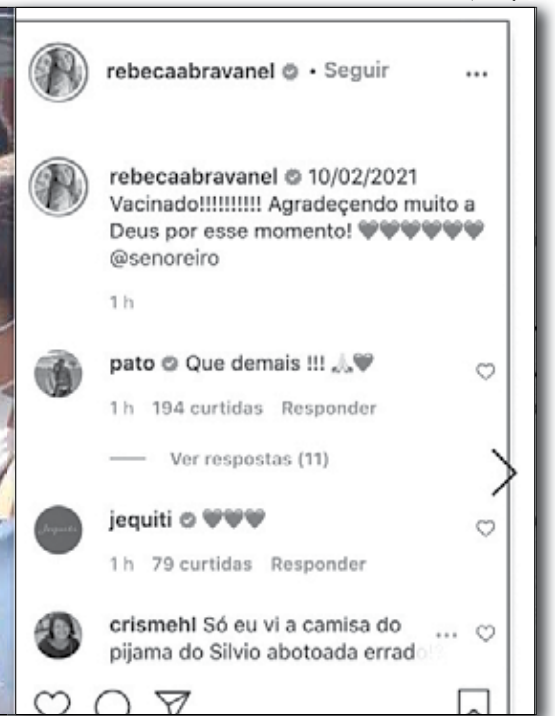 rebecaabravanel • Seguir
rebecaabravanel 10/02/2021
Vacinado!!!!!!!!!! Agradeçendo muito a
Deus por esse momento! 🖤🖤🖤🖤🖤🖤
@senoreiro
1 h
pato Que demais !!! 🙏🖤
1 h 194 curtidas Responder
Ver respostas (11)
jequiti 🖤🖤🖤
1 h 79 curtidas Responder
crismehl Só eu vi a camisa do
pijama do Silvio abotoada errado!?